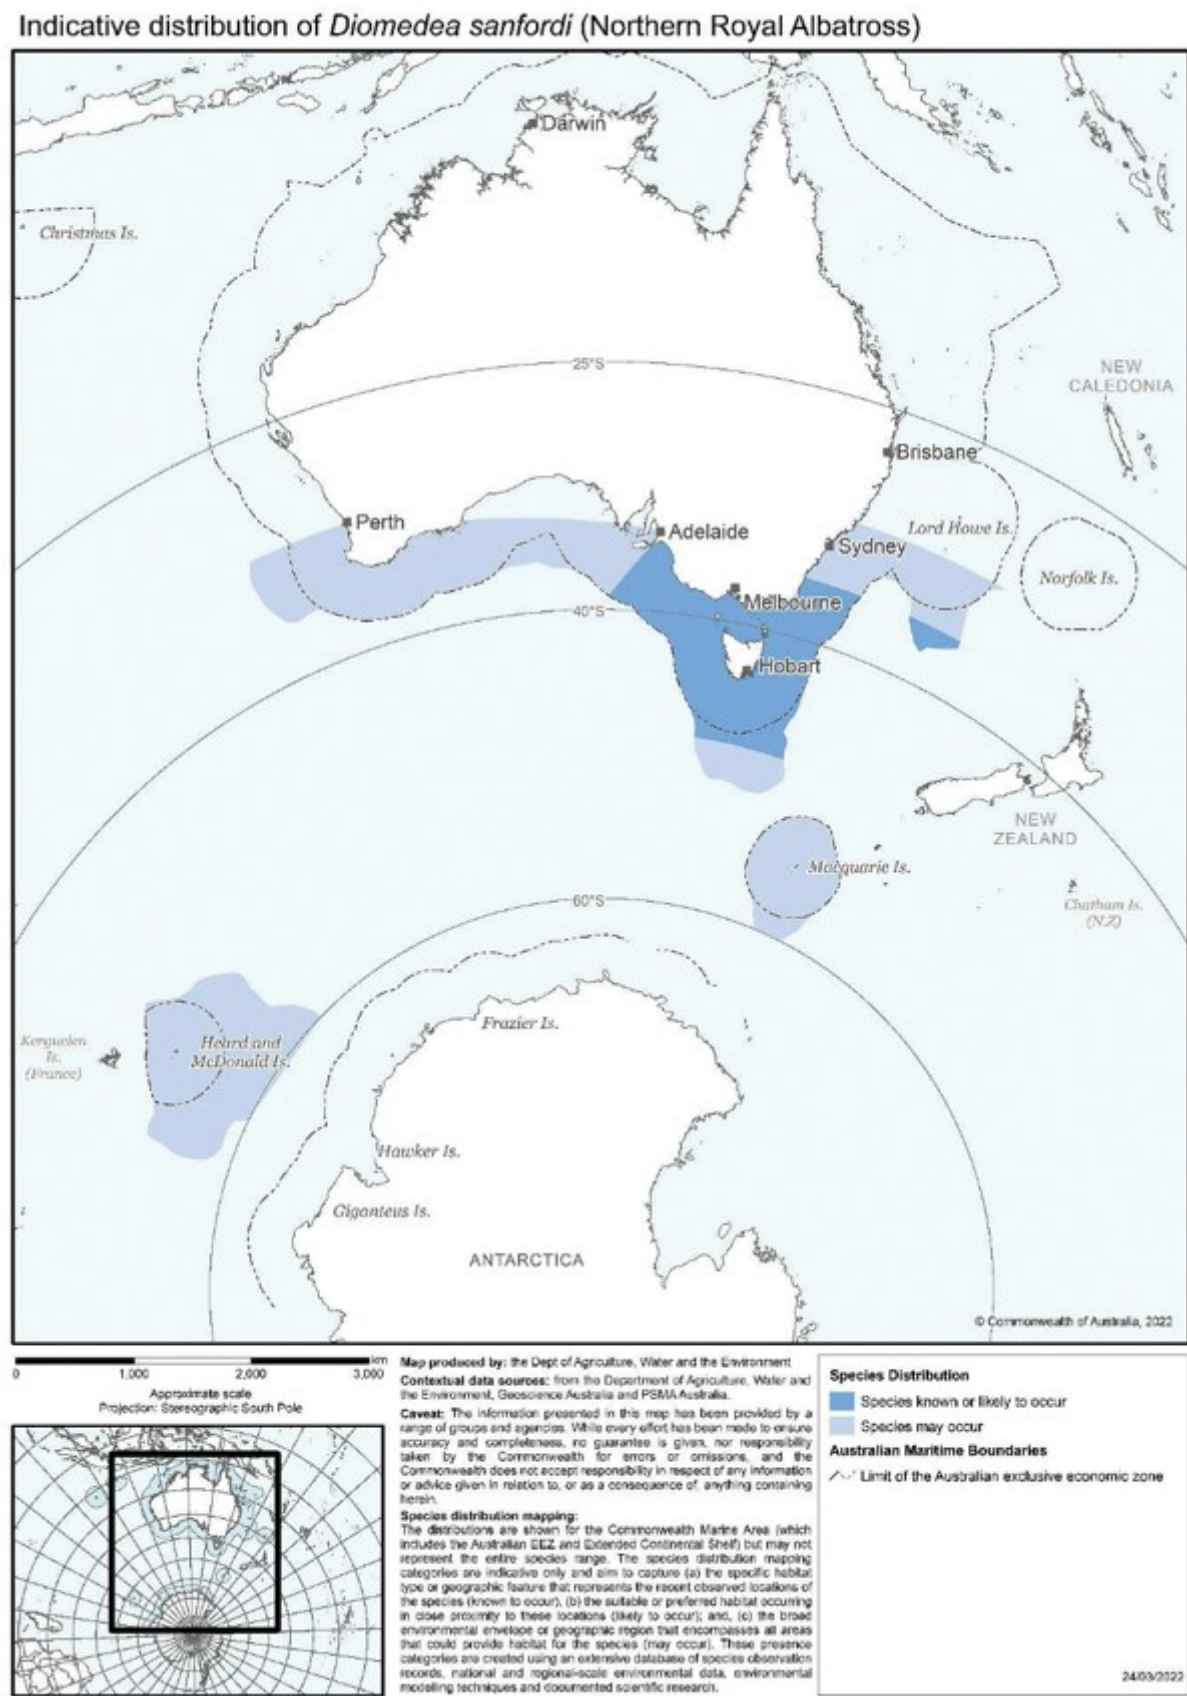 Indicative distribution of Diomedea sanfordi (Northern Royal Albatross)
Darwin
Christmas Is.
25°S
NEW
CALEDONIA
Brisbane
Perth
Adelaide
Lord Howe Is.
Sydney
Norfolk Is.
Melbourne
40°S
Hobart
NEW
ZEALAND
Macquarie Is.
60°S
Chatham Is.
(N.Z)
Frazier Is.
Kerguelen
Is.
(France)
Heard and
McDonald Is.
Hawker Is.
Giganteus Is.
ANTARCTICA
© Commonwealth of Australia, 2022
km
0 1,000 2,000 3,000
Approximate scale
Projection: Stereographic South Pole
Map produced by: the Dept of Agriculture, Water and the Environment
Contextual data sources: from the Department of Agriculture, Water and
the Environment, Geoscience Australia and PSMA Australia.
Caveat: The information presented in this map has been provided by a
range of groups and agencies. While every effort has been made to ensure
accuracy and completeness, no guarantee is given, nor responsibility
taken by the Commonwealth for errors or omissions, and the
Commonwealth does not accept responsibility in respect of any information
or advice given in relation to, or as a consequence of, anything containing
herein.
Species distribution mapping:
The distributions are shown for the Commonwealth Marine Area (which
includes the Australian EEZ and Extended Continental Shelf) but may not
represent the entire species range. The species distribution mapping
categories are indicative only and aim to capture (a) the specific habitat
type or geographic feature that represents the recent observed locations of
the species (known to occur), (b) the suitable or preferred habitat occurring
in close proximity to these locations (likely to occur); and, (c) the broad
environmental envelope or geographic region that encompasses all areas
that could provide habitat for the species (may occur). These presence
categories are created using an extensive database of species observation
records, national and regional-scale environmental data, environmental
modelling techniques and documented scientific research.
Species Distribution
Species known or likely to occur
Species may occur
Australian Maritime Boundaries
Limit of the Australian exclusive economic zone
24/03/2022